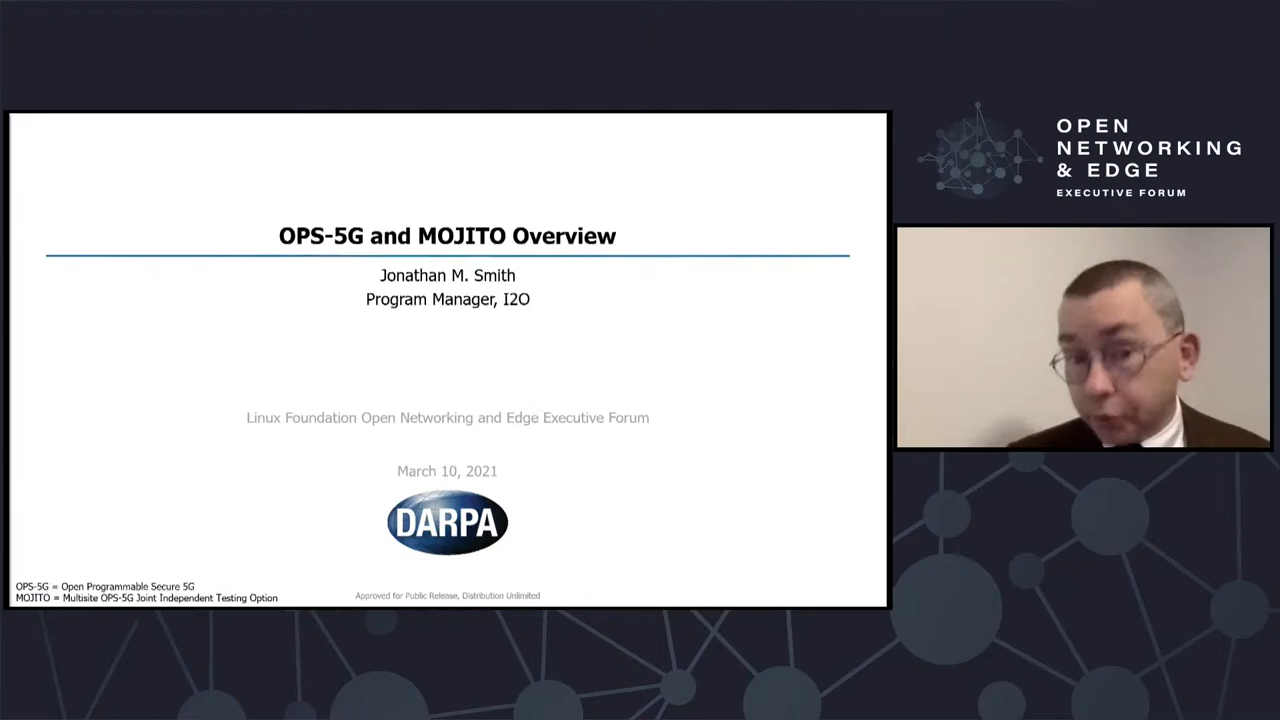 OPS-5G and MOJITO Overview
Jonathan M. Smith
Program Manager, I2O
Linux Foundation Open Networking and Edge Executive Forum
March 10, 2021
DARPA
OPS-5G = Open Programmable Secure 5G
MOJITO = Multisite OPS-5G Joint Independent Testing Option
Approved for Public Release, Distribution Unlimited
OPEN
NETWORKING
& EDGE
EXECUTIVE FORUM